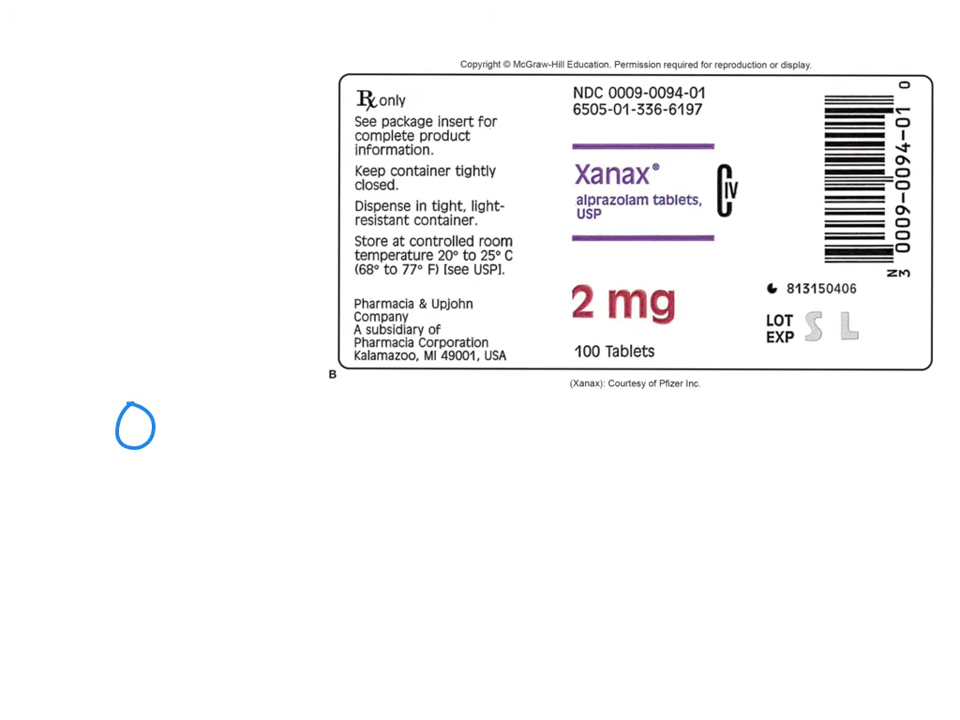 Copyright © McGraw-Hill Education. Permission required for reproduction or display.
Rx only
See package insert for
complete product
information.
Keep container tightly
closed.
Dispense in tight, light-
resistant container.
Store at controlled room
temperature 20° to 25° C
(68° to 77° F) [see USP].
Pharmacia & Upjohn
Company
A subsidiary of
Pharmacia Corporation
Kalamazoo, MI 49001, USA
NDC 0009-0094-01
6505-01-336-6197
Xanax®
alprazolam tablets,
USP
CIV
2 mg
100 Tablets
0
N3 0009-0094-01
813150406
LOT
EXP
S L
B
(Xanax): Courtesy of Pfizer Inc.